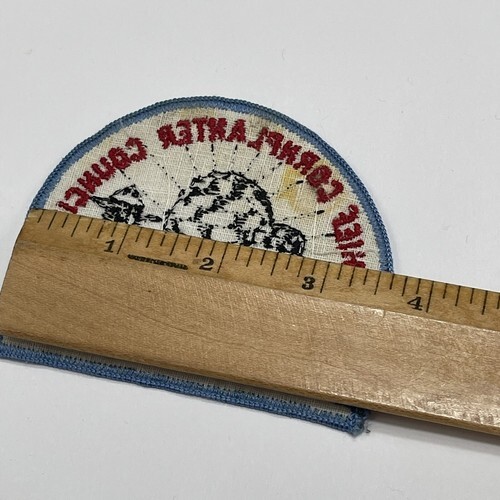 HIEF CORNPLANTER COUNCI
1 2 3 4